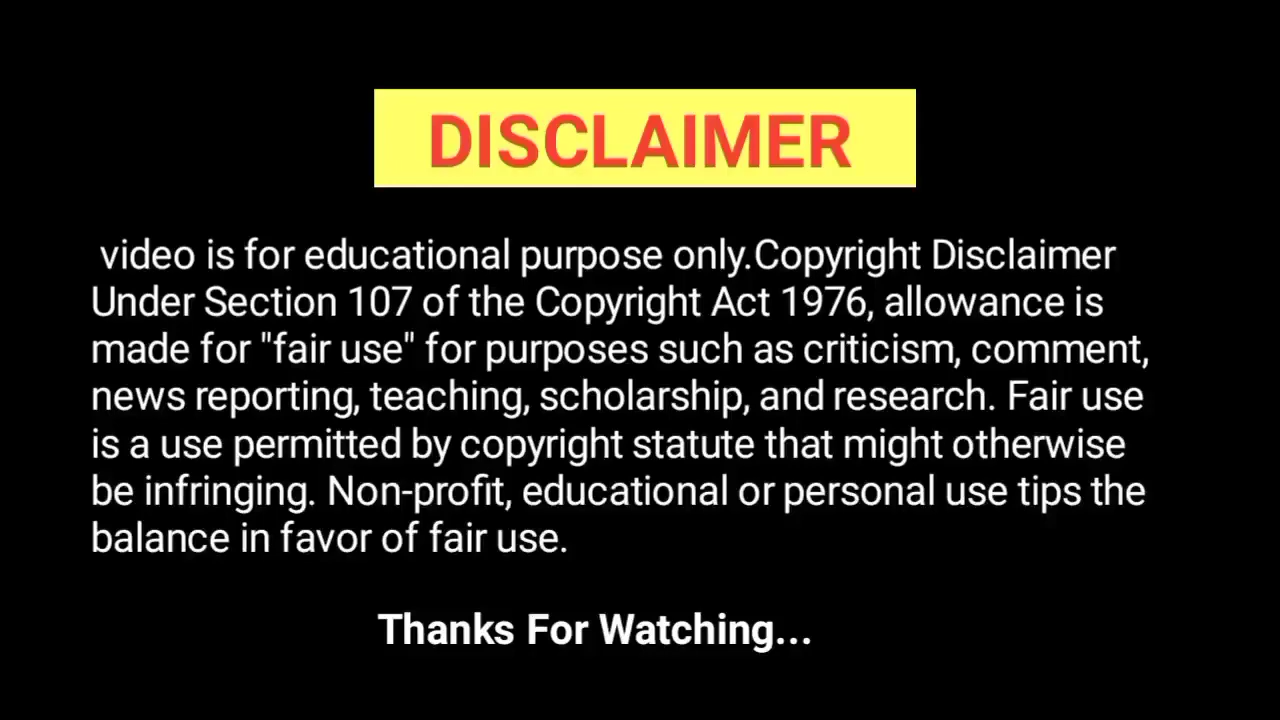 DISCLAIMER
video is for educational purpose only.Copyright Disclaimer
Under Section 107 of the Copyright Act 1976, allowance is
made for "fair use" for purposes such as criticism, comment,
news reporting, teaching, scholarship, and research. Fair use
is a use permitted by copyright statute that might otherwise
be infringing. Non-profit, educational or personal use tips the
balance in favor of fair use.
Thanks For Watching...